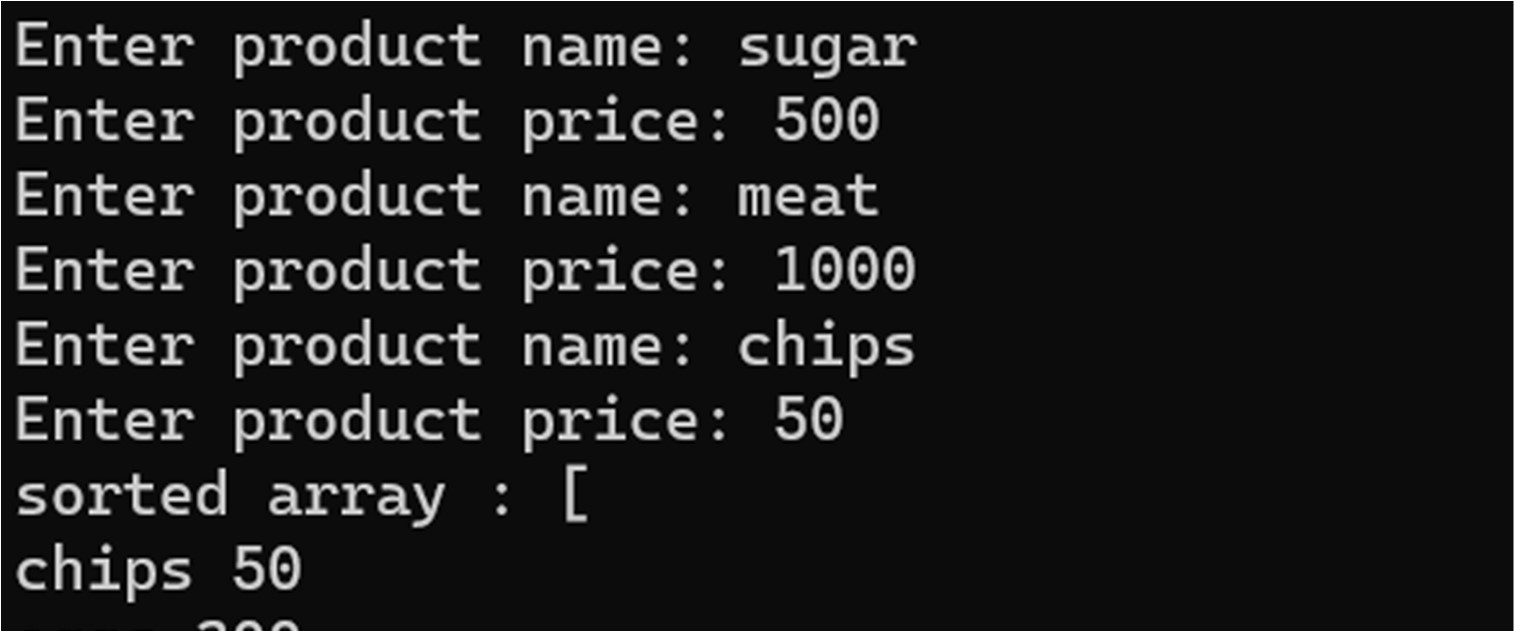 Enter product name: sugar
Enter product price: 500
Enter product name: meat
Enter product price: 1000
Enter product name: chips
Enter product price: 50
sorted array : [
chips 50